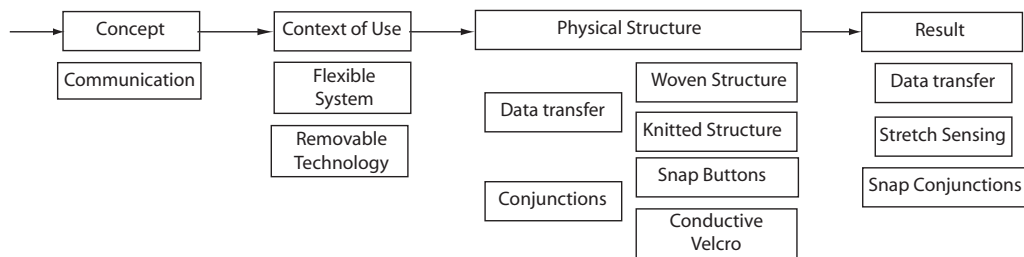 Concept
Context of Use
Physical Structure
Result
Communication
Flexible
System
Removable
Technology
Data transfer
Woven Structure
Knitted Structure
Conjunctions
Snap Buttons
Conductive
Velcro
Data transfer
Stretch Sensing
Snap Conjunctions